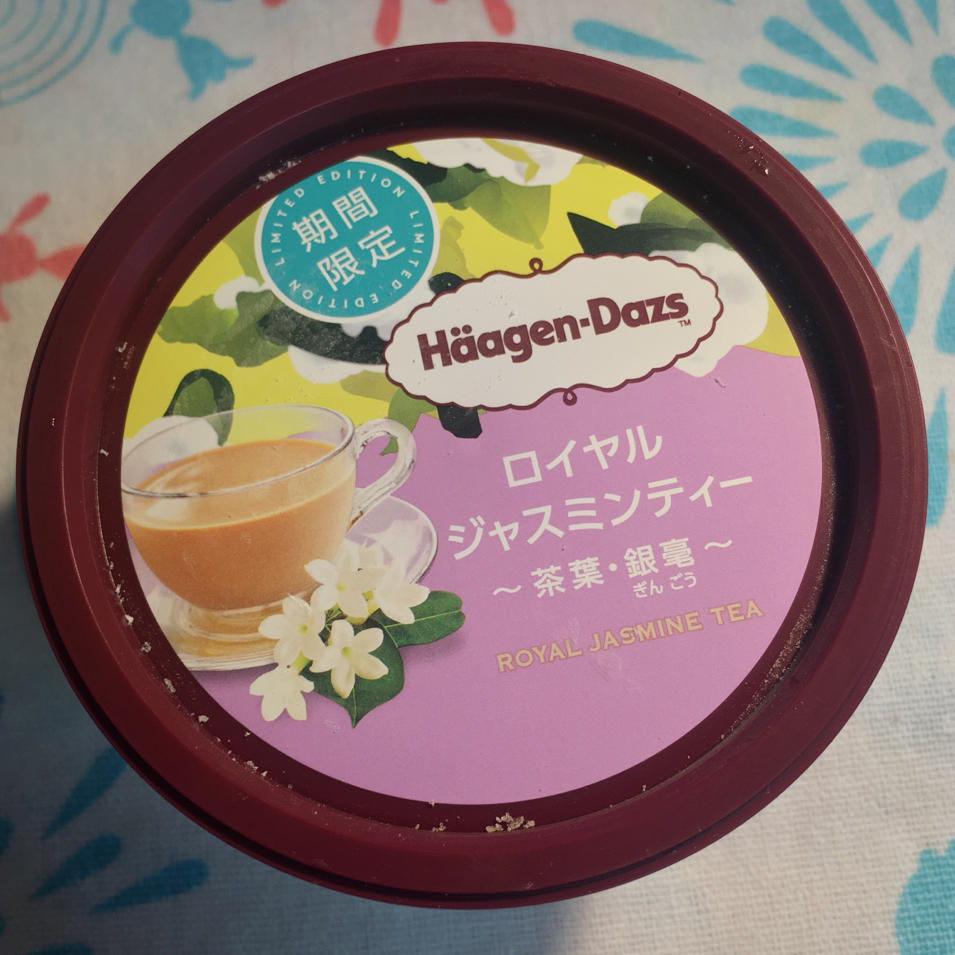 LIMITED EDITION
期間
限定
LIMITED EDITION
Häagen-Dazs™
ロイヤル
ジャスミンティー
～茶葉・銀毫～
ぎんごう
ROYAL JASMINE TEA